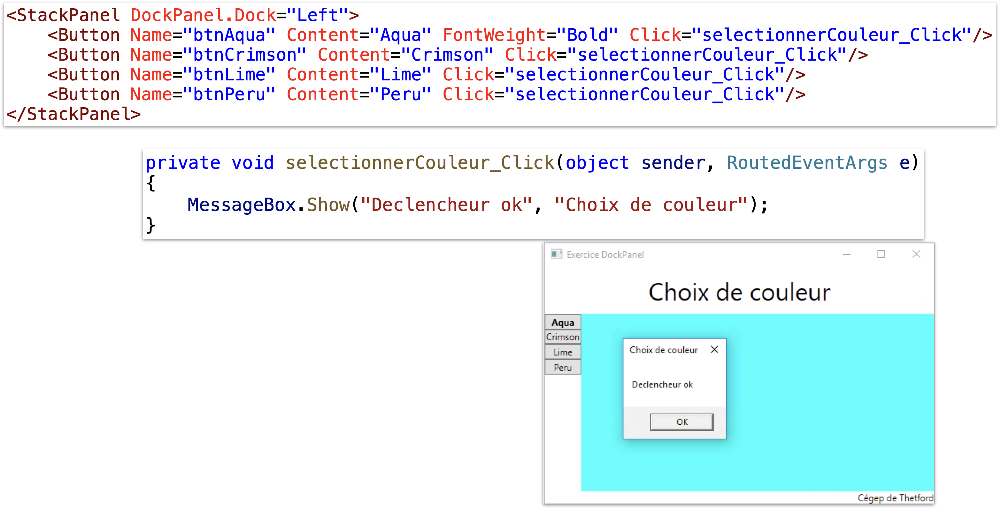 <StackPanel DockPanel.Dock="Left">
    <Button Name="btnAqua" Content="Aqua" FontWeight="Bold" Click="selectionnerCouleur_Click"/>
    <Button Name="btnCrimson" Content="Crimson" Click="selectionnerCouleur_Click"/>
    <Button Name="btnLime" Content="Lime" Click="selectionnerCouleur_Click"/>
    <Button Name="btnPeru" Content="Peru" Click="selectionnerCouleur_Click"/>
</StackPanel>
private void selectionnerCouleur_Click(object sender, RoutedEventArgs e)
{
    MessageBox.Show("Declencheur ok", "Choix de couleur");
}
Exercice DockPanel
Choix de couleur
Aqua
Crimson
Lime
Peru
Choix de couleur
Declencheur ok
OK
Cégep de Thetford